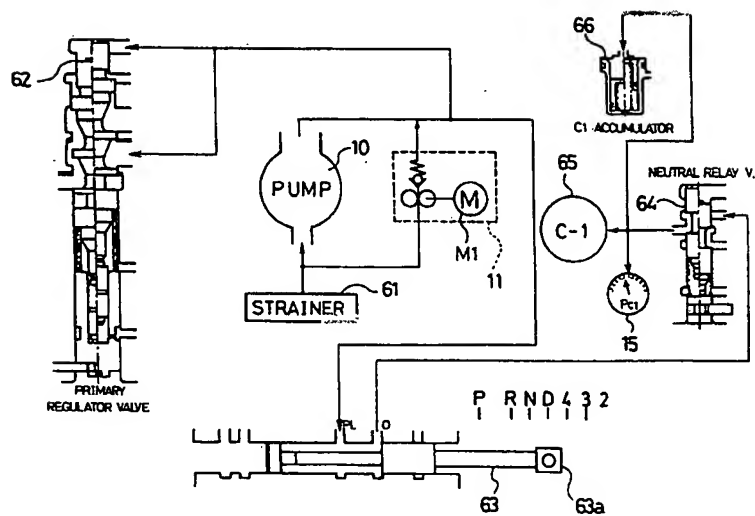 66
C1 ACCUMULATOR
62
10
PUMP
M
M1
11
65
C-1
NEUTRAL RELAY V.
64
STRAINER
61
PC1
15
PRIMARY
REGULATOR VALVE
PL
D
P R N D 4 3 2
63
63a